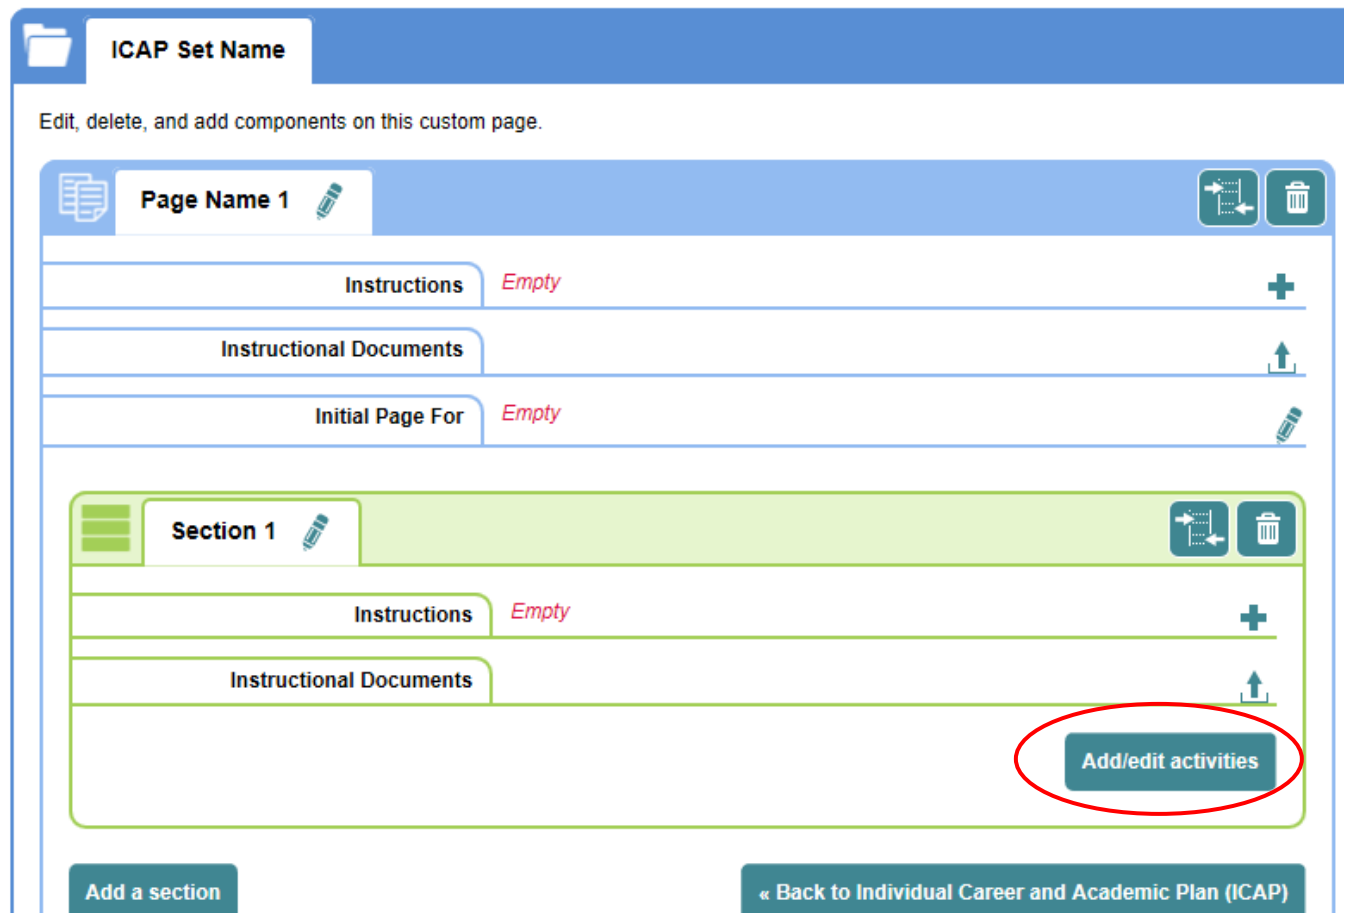 ICAP Set Name
Edit, delete, and add components on this custom page.
Page Name 1
Instructions Empty
Instructional Documents
Initial Page For Empty
Section 1
Instructions Empty
Instructional Documents
Add/edit activities
Add a section « Back to Individual Career and Academic Plan (ICAP)